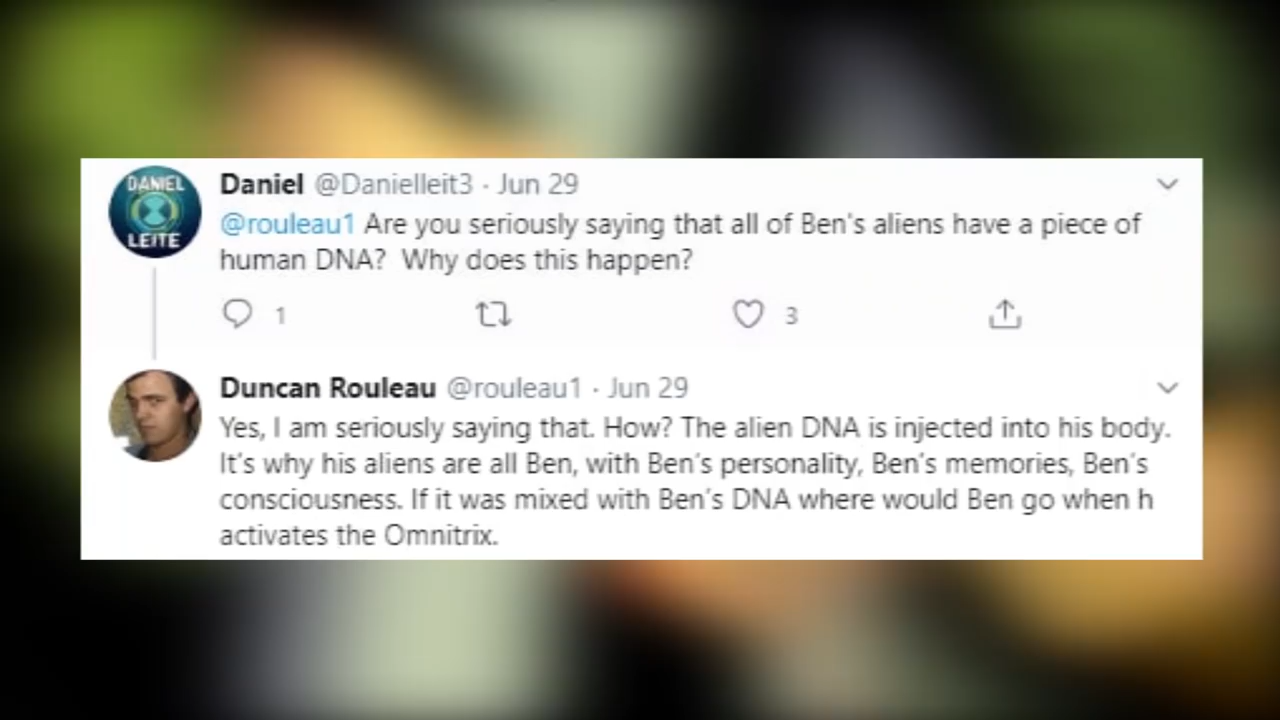 DANIEL
LEITE
Daniel @Danielleit3 · Jun 29
@rouleau1 Are you seriously saying that all of Ben's aliens have a piece of
human DNA?  Why does this happen?
1 3
Duncan Rouleau @rouleau1 · Jun 29
Yes, I am seriously saying that. How? The alien DNA is injected into his body.
It's why his aliens are all Ben, with Ben's personality, Ben's memories, Ben's
consciousness. If it was mixed with Ben's DNA where would Ben go when h
activates the Omnitrix.